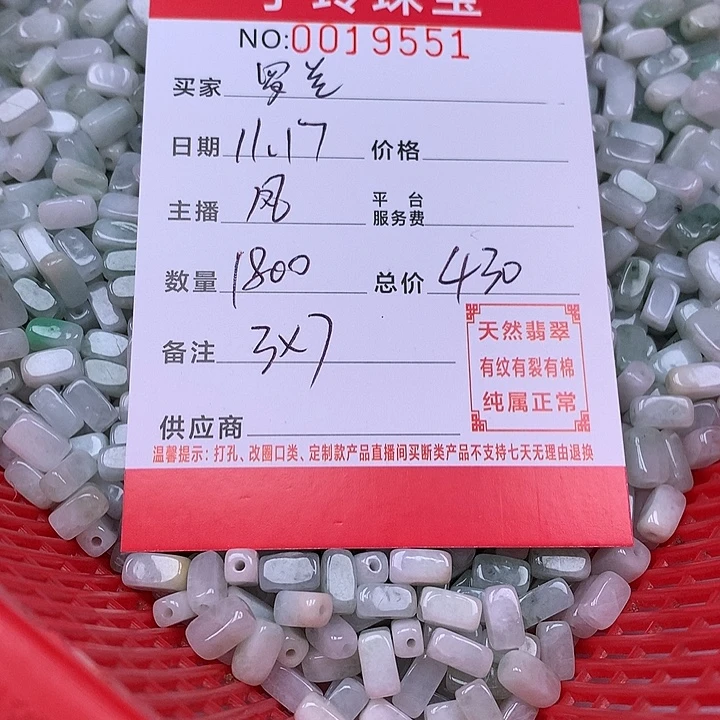 珠宝
NO:0019551
买家 罗兰
日期 11.17 价格
主播 凤 平台服务费
数量 1800 总价 430
备注 3x7
天然翡翠
有纹有裂有棉
纯属正常
供应商
温馨提示：打孔、改圈口类、定制款产品直播间买断类产品不支持七天无理由退换